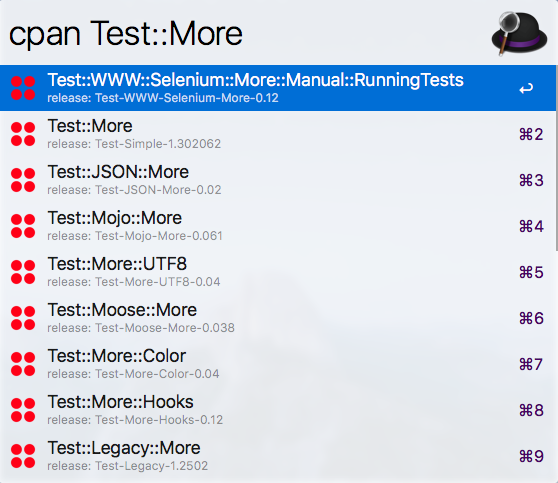 cpan Test::More
Test::WWW::Selenium::More::Manual::RunningTests
release: Test-WWW-Selenium-More-0.12
↩
Test::More
release: Test-Simple-1.302062
⌘2
Test::JSON::More
release: Test-JSON-More-0.02
⌘3
Test::Mojo::More
release: Test-Mojo-More-0.061
⌘4
Test::More::UTF8
release: Test-More-UTF8-0.04
⌘5
Test::Moose::More
release: Test-Moose-More-0.038
⌘6
Test::More::Color
release: Test-More-Color-0.04
⌘7
Test::More::Hooks
release: Test-More-Hooks-0.12
⌘8
Test::Legacy::More
release: Test-Legacy-1.2502
⌘9